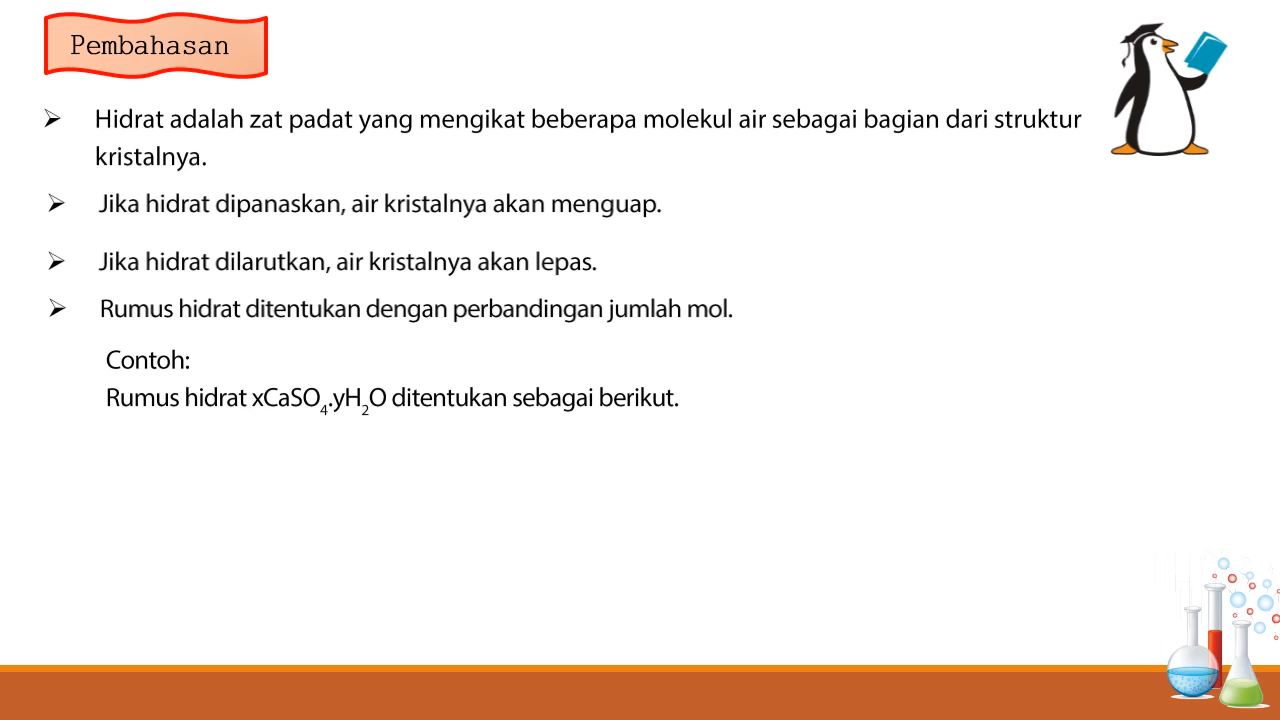 Pembahasan
➢ Hidrat adalah zat padat yang mengikat beberapa molekul air sebagai bagian dari struktur
kristalnya.
➢ Jika hidrat dipanaskan, air kristalnya akan menguap.
➢ Jika hidrat dilarutkan, air kristalnya akan lepas.
➢ Rumus hidrat ditentukan dengan perbandingan jumlah mol.
Contoh:
Rumus hidrat xCaSO₄.yH₂O ditentukan sebagai berikut.